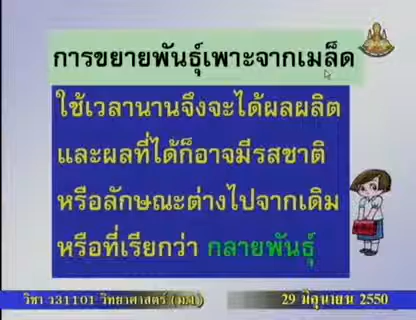 การขยายพันธุ์เพาะจากเมล็ด
ใช้เวลานานจึงจะได้ผลผลิต
และผลที่ได้ก็อาจมีรสชาติ
หรือลักษณะต่างไปจากเดิม
หรือที่เรียกว่า กลายพันธุ์
วิชา ว31101 วิทยาศาสตร์ (ม.1) 29 มิถุนายน 2550